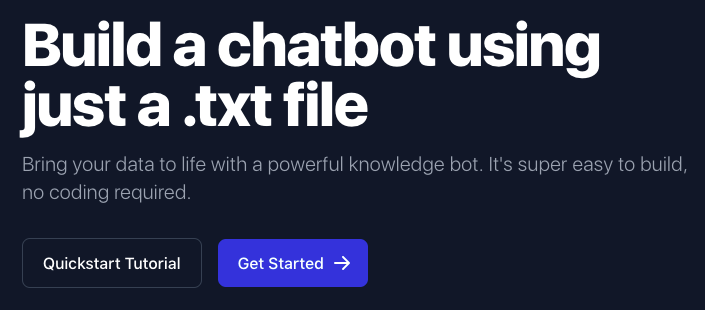 Build a chatbot using
just a .txt file
Bring your data to life with a powerful knowledge bot. It's super easy to build,
no coding required.
Quickstart Tutorial
Get Started →